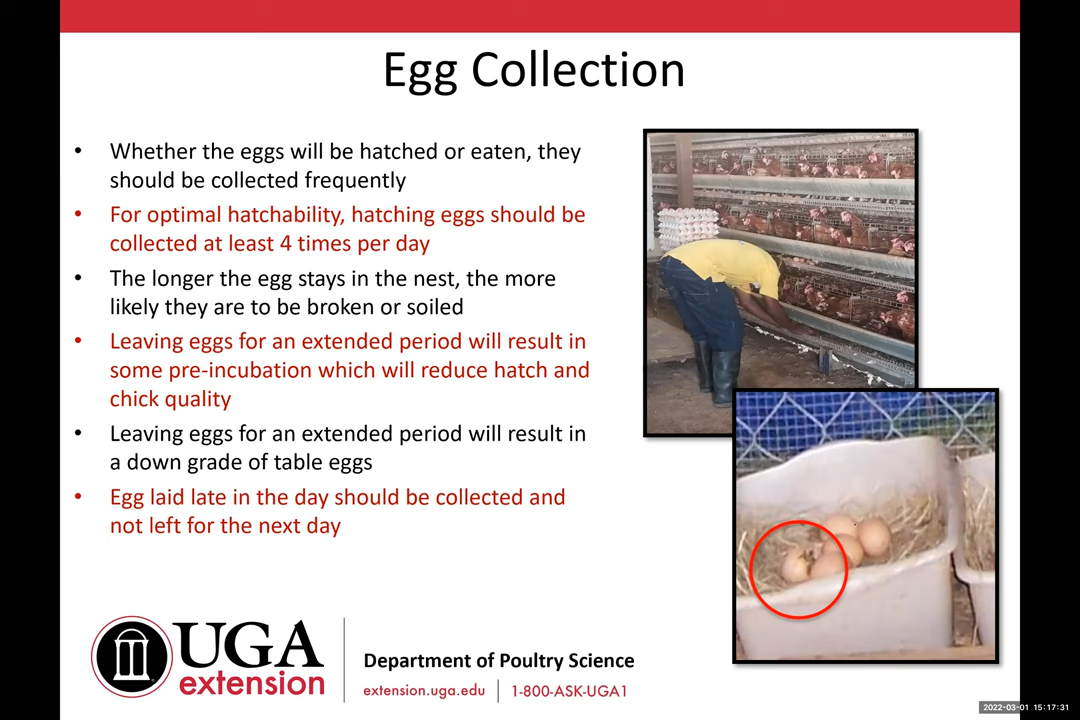 Egg Collection
• Whether the eggs will be hatched or eaten, they
should be collected frequently
• For optimal hatchability, hatching eggs should be
collected at least 4 times per day
• The longer the egg stays in the nest, the more
likely they are to be broken or soiled
• Leaving eggs for an extended period will result in
some pre-incubation which will reduce hatch and
chick quality
• Leaving eggs for an extended period will result in
a down grade of table eggs
• Egg laid late in the day should be collected and
not left for the next day
UGA
extension
Department of Poultry Science
extension.uga.edu | 1-800-ASK-UGA1
2022-03-01 15:17:31